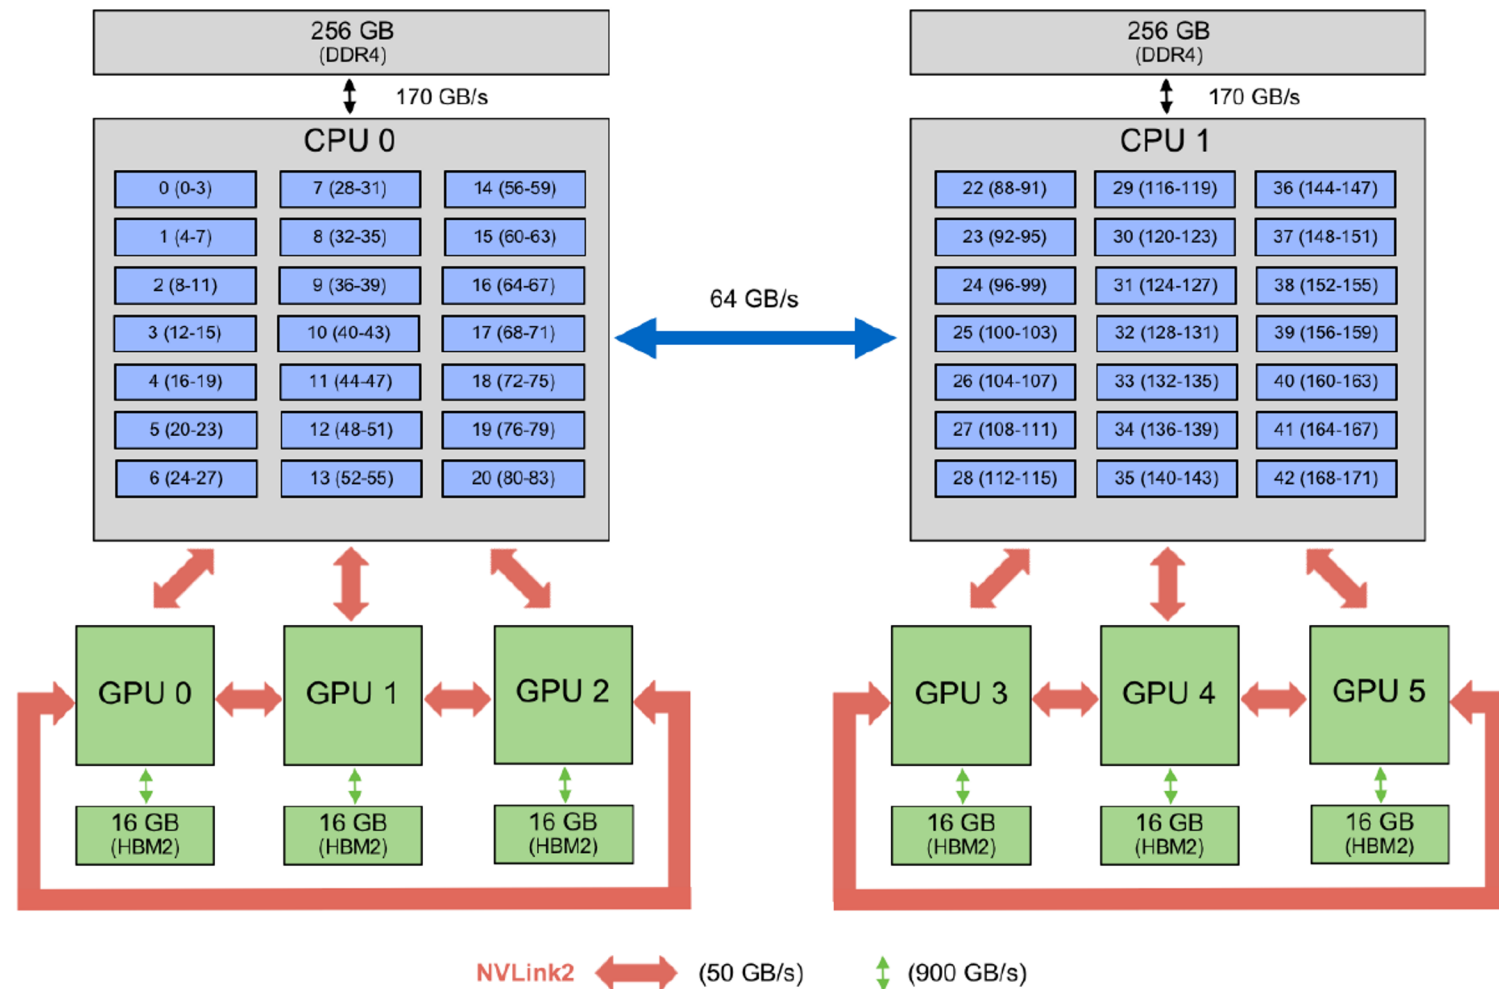 256 GB
(DDR4)
170 GB/s
CPU 0
0 (0-3)
7 (28-31)
14 (56-59)
1 (4-7)
8 (32-35)
15 (60-63)
2 (8-11)
9 (36-39)
16 (64-67)
3 (12-15)
10 (40-43)
17 (68-71)
4 (16-19)
11 (44-47)
18 (72-75)
5 (20-23)
12 (48-51)
19 (76-79)
6 (24-27)
13 (52-55)
20 (80-83)
64 GB/s
256 GB
(DDR4)
170 GB/s
CPU 1
22 (88-91)
29 (116-119)
36 (144-147)
23 (92-95)
30 (120-123)
37 (148-151)
24 (96-99)
31 (124-127)
38 (152-155)
25 (100-103)
32 (128-131)
39 (156-159)
26 (104-107)
33 (132-135)
40 (160-163)
27 (108-111)
34 (136-139)
41 (164-167)
28 (112-115)
35 (140-143)
42 (168-171)
GPU 0
GPU 1
GPU 2
16 GB
(HBM2)
16 GB
(HBM2)
16 GB
(HBM2)
GPU 3
GPU 4
GPU 5
16 GB
(HBM2)
16 GB
(HBM2)
16 GB
(HBM2)
NVLink2
(50 GB/s)
(900 GB/s)